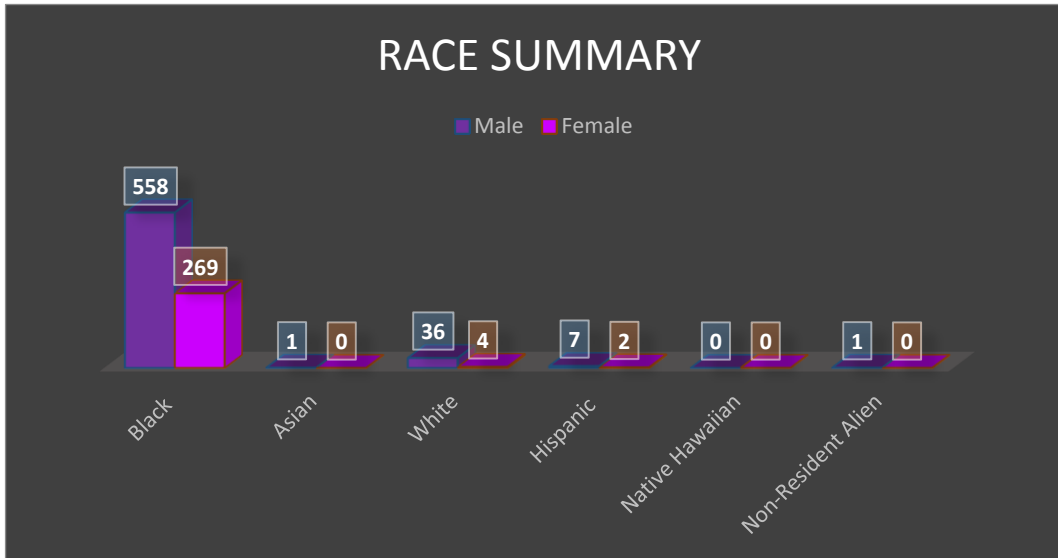 RACE SUMMARY
Male Female
558
269
1 0
36 4
7 2
0 0
1 0
Black
Asian
White
Hispanic
Native Hawaiian
Non-Resident Alien